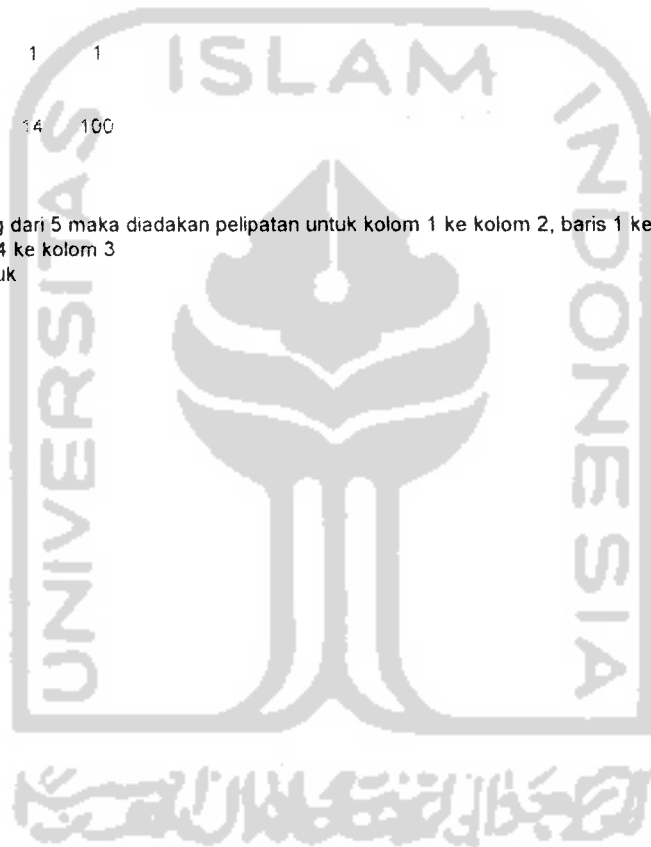 1 1
ISLAM
14 100
g dari 5 maka diadakan pelipatan untuk kolom 1 ke kolom 2, baris 1 ke
4 ke kolom 3
uk
UNIVERSITAS
INDONESIA